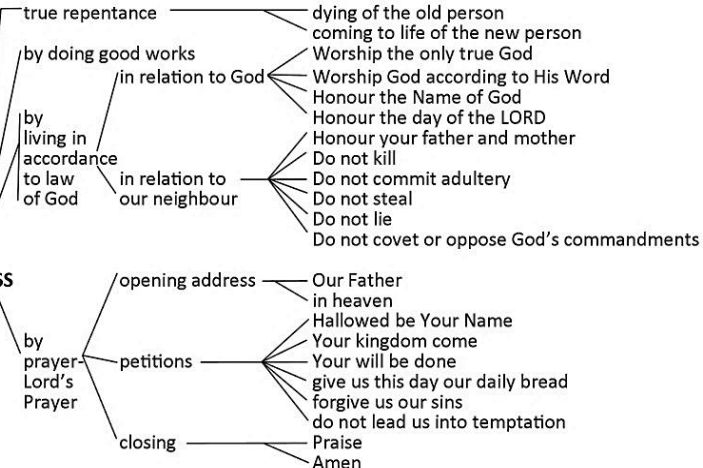 true repentance
dying of the old person
coming to life of the new person
by doing good works
Worship the only true God
in relation to God
Worship God according to His Word
Honour the Name of God
Honour the day of the LORD
by
living in
accordance
to law
of God
Honour your father and mother
Do not kill
in relation to
our neighbour
Do not commit adultery
Do not steal
Do not lie
Do not covet or oppose God's commandments
SS
opening address
Our Father
in heaven
Hallowed be Your Name
by
prayer-
Lord's
Prayer
Your kingdom come
petitions
Your will be done
give us this day our daily bread
forgive us our sins
do not lead us into temptation
closing
Praise
Amen